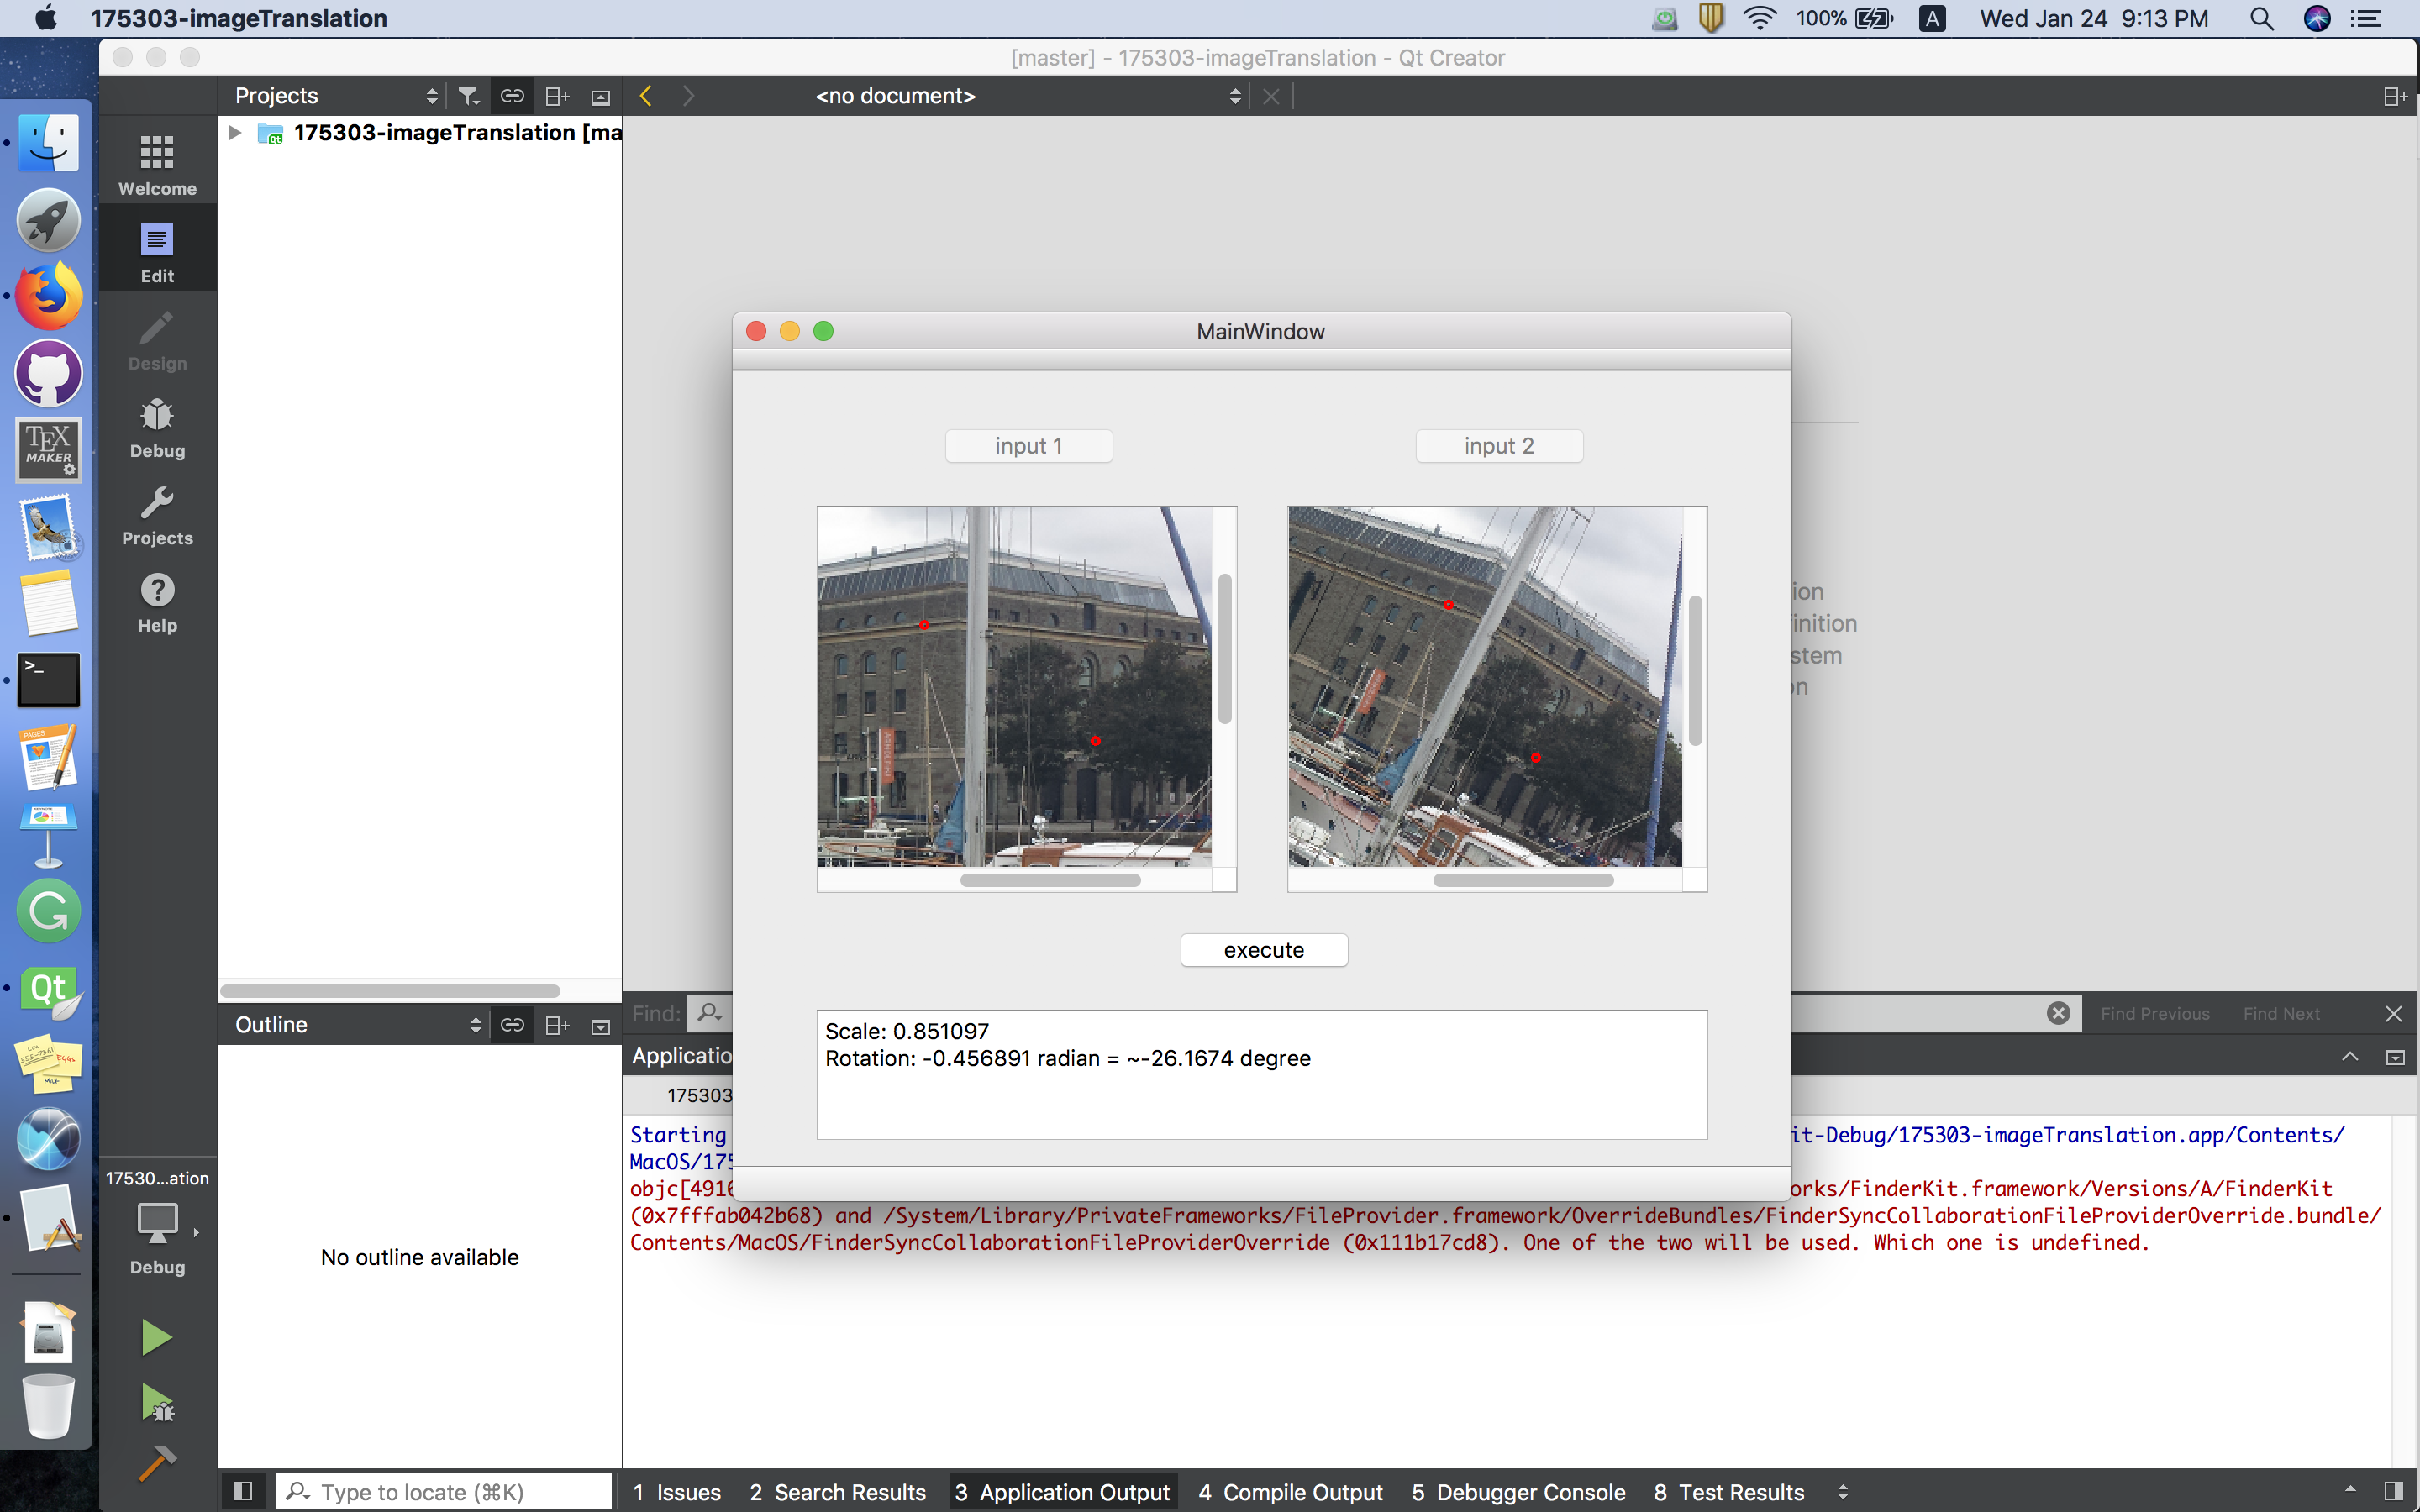 175303-imageTranslation
100%
A
Wed Jan 24 9:13 PM
[master] - 175303-imageTranslation - Qt Creator
Projects
<no document>
175303-imageTranslation [ma
Welcome
Edit
Design
Debug
Projects
Help
TEX
MAKER
PAGES
Qt
MainWindow
input 1
input 2
ion
inition
stem
on
execute
Scale: 0.851097
Rotation: -0.456891 radian = ~-26.1674 degree
Outline
No outline available
Find:
Find Previous
Find Next
Applicatio
175303
Starting
it-Debug/175303-imageTranslation.app/Contents/
MacOS/175
objc[4916
orks/FinderKit.framework/Versions/A/FinderKit
(0x7fffab042b68) and /System/Library/PrivateFrameworks/FileProvider.framework/OverrideBundles/FinderSyncCollaborationFileProviderOverride.bundle/
Contents/MacOS/FinderSyncCollaborationFileProviderOverride (0x111b17cd8). One of the two will be used. Which one is undefined.
17530...ation
Debug
Type to locate (⌘K)
1 Issues
2 Search Results
3 Application Output
4 Compile Output
5 Debugger Console
8 Test Results